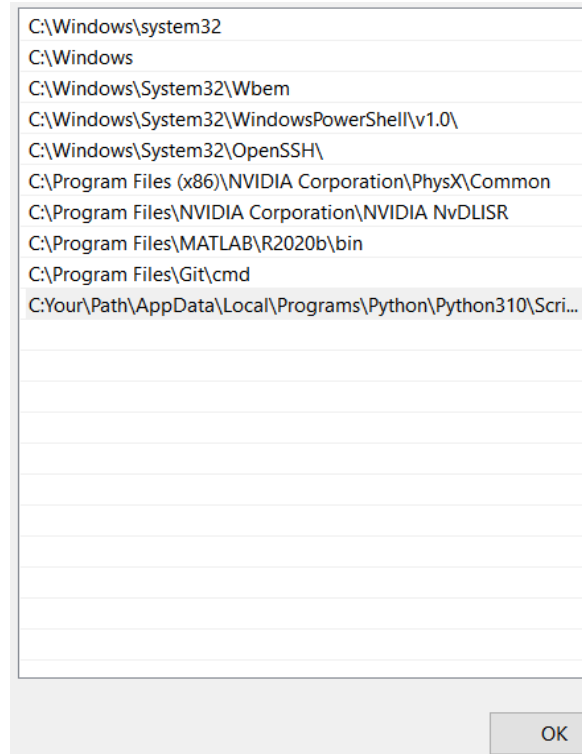 C:\Windows\system32
C:\Windows
C:\Windows\System32\Wbem
C:\Windows\System32\WindowsPowerShell\v1.0\
C:\Windows\System32\OpenSSH\
C:\Program Files (x86)\NVIDIA Corporation\PhysX\Common
C:\Program Files\NVIDIA Corporation\NVIDIA NvDLISR
C:\Program Files\MATLAB\R2020b\bin
C:\Program Files\Git\cmd
C:Your\Path\AppData\Local\Programs\Python\Python310\Scri...
OK